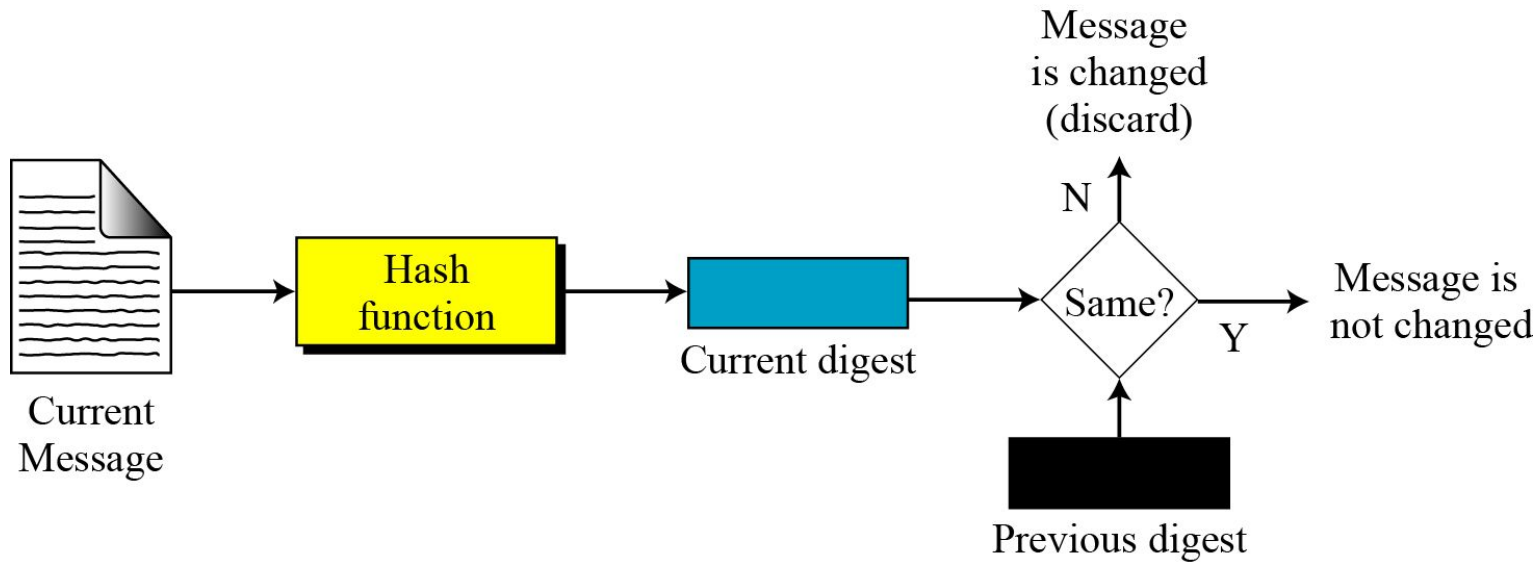 Message
is changed
(discard)
N
Hash
function
Same?
Message is
not changed
Y
Current digest
Current
Message
Previous digest